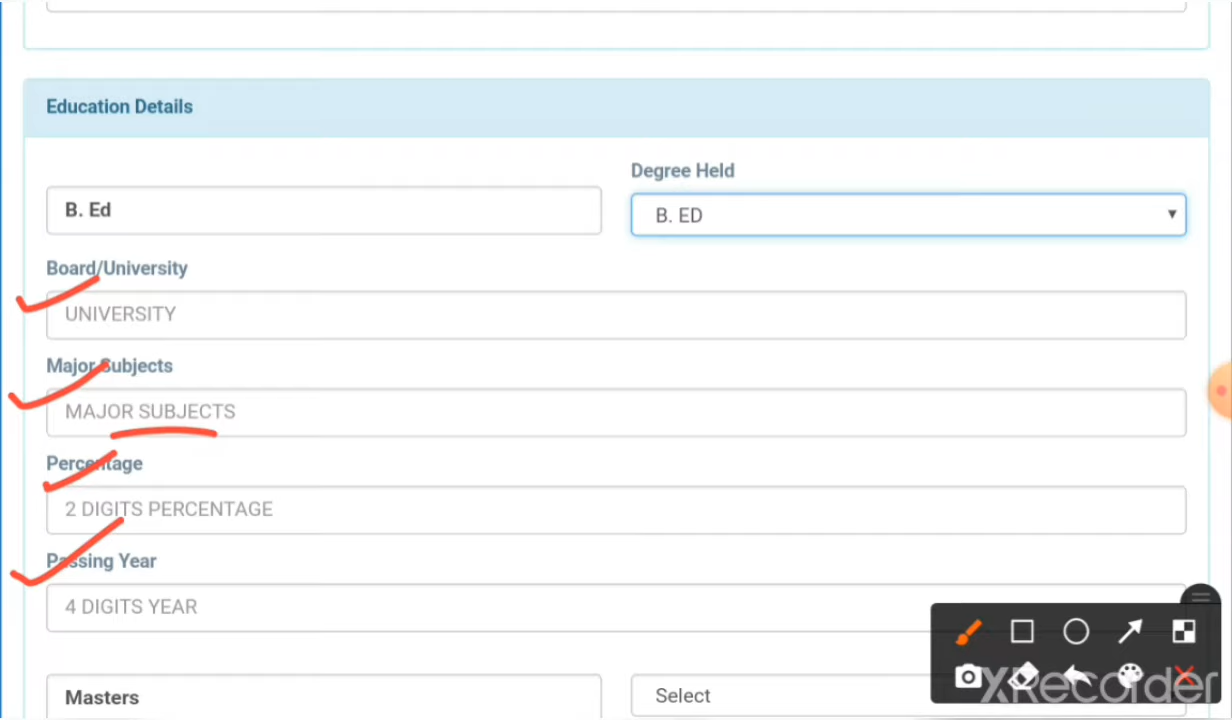 Education Details
Degree Held
B. Ed
B. ED
Board/University
UNIVERSITY
Major Subjects
MAJOR SUBJECTS
Percentage
2 DIGITS PERCENTAGE
Passing Year
4 DIGITS YEAR
Masters
Select
XRecorder